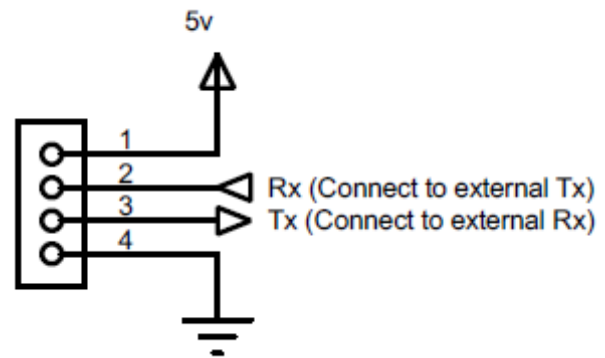 5v
1
2
Rx (Connect to external Tx)
3
Tx (Connect to external Rx)
4